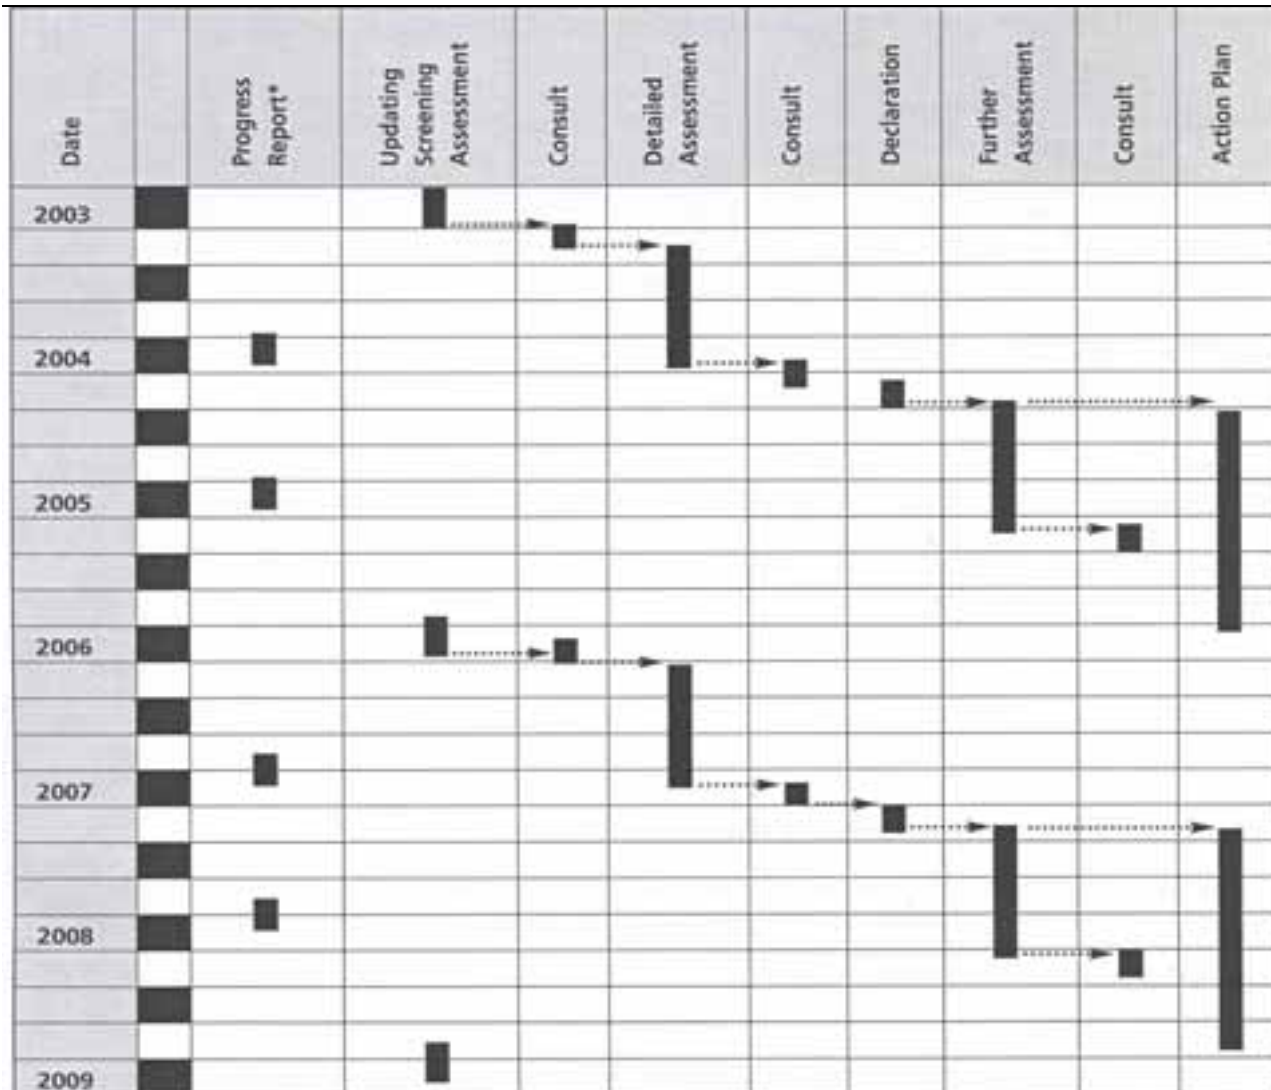 Date
Progress
Report*
Updating
Screening
Assessment
Consult
Detailed
Assessment
Consult
Declaration
Further
Assessment
Consult
Action Plan
2003
2004
2005
2006
2007
2008
2009